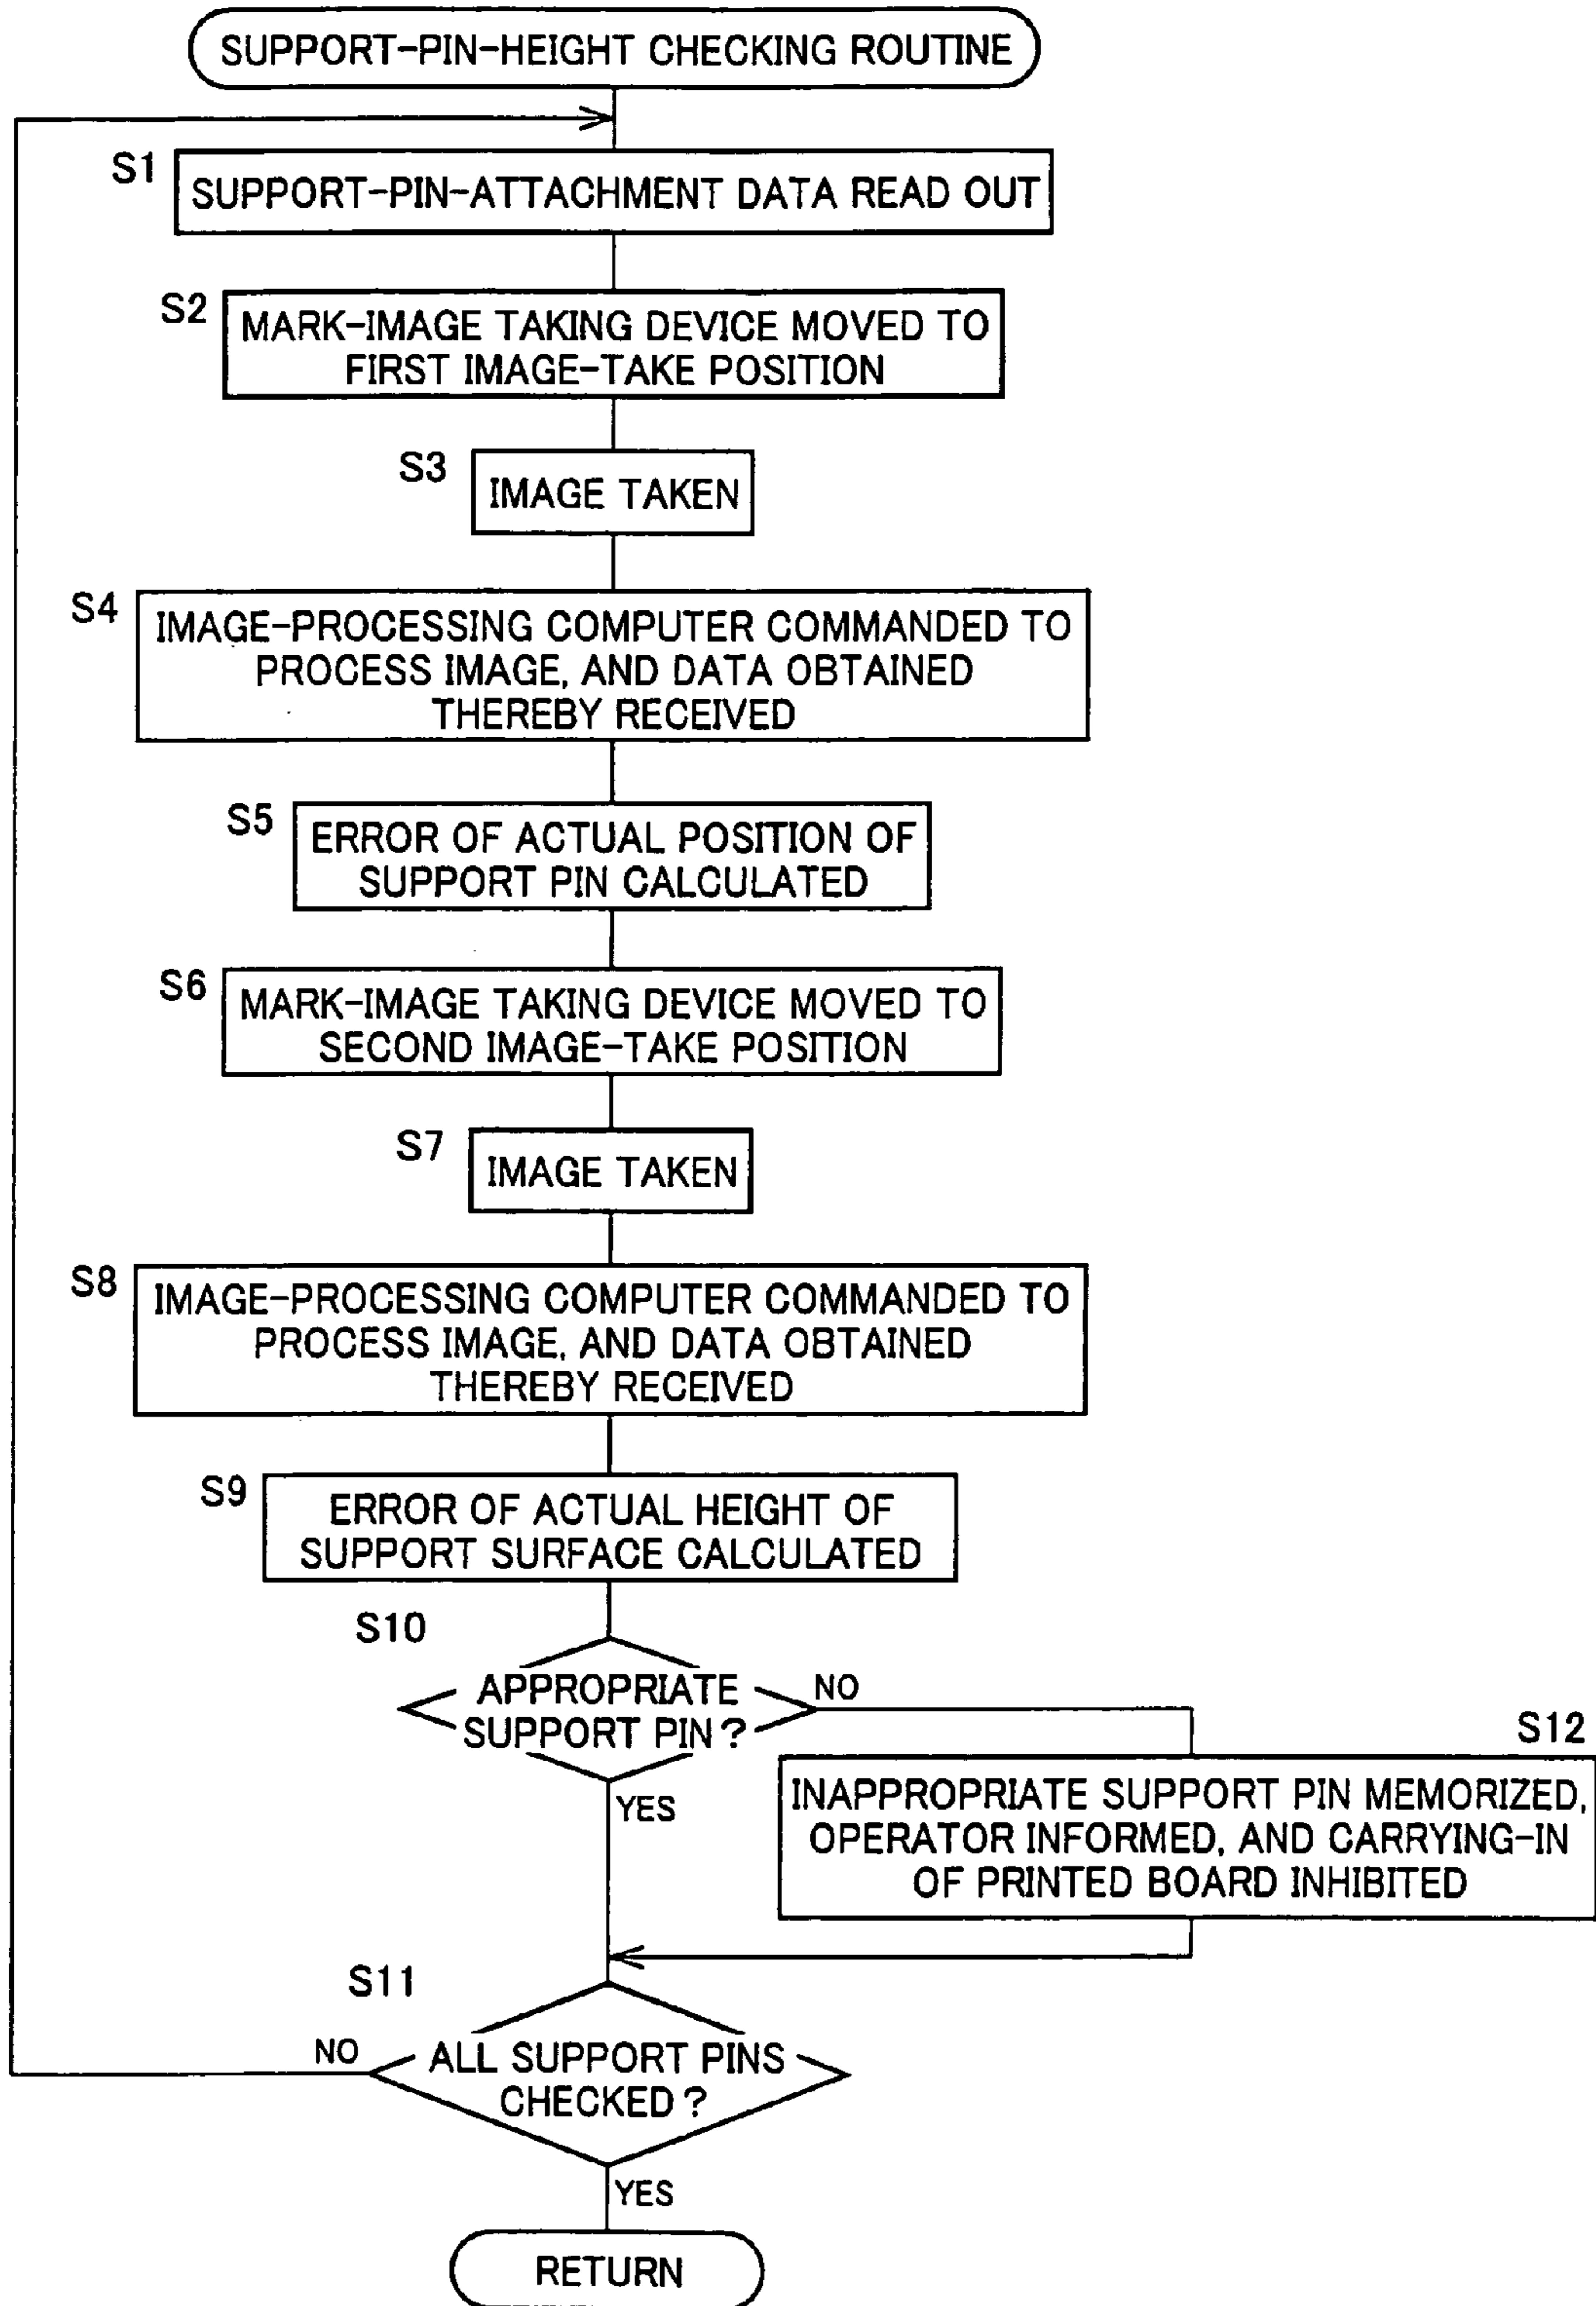 SUPPORT-PIN-HEIGHT CHECKING ROUTINE
S1
SUPPORT-PIN-ATTACHMENT DATA READ OUT
S2
MARK-IMAGE TAKING DEVICE MOVED TO
FIRST IMAGE-TAKE POSITION
S3
IMAGE TAKEN
S4
IMAGE-PROCESSING COMPUTER COMMANDED TO
PROCESS IMAGE, AND DATA OBTAINED
THEREBY RECEIVED
S5
ERROR OF ACTUAL POSITION OF
SUPPORT PIN CALCULATED
S6
MARK-IMAGE TAKING DEVICE MOVED TO
SECOND IMAGE-TAKE POSITION
S7
IMAGE TAKEN
S8
IMAGE-PROCESSING COMPUTER COMMANDED TO
PROCESS IMAGE, AND DATA OBTAINED
THEREBY RECEIVED
S9
ERROR OF ACTUAL HEIGHT OF
SUPPORT SURFACE CALCULATED
S10
APPROPRIATE
SUPPORT PIN?
NO
YES
S12
INAPPROPRIATE SUPPORT PIN MEMORIZED,
OPERATOR INFORMED, AND CARRYING-IN
OF PRINTED BOARD INHIBITED
S11
NO
ALL SUPPORT PINS
CHECKED?
YES
RETURN